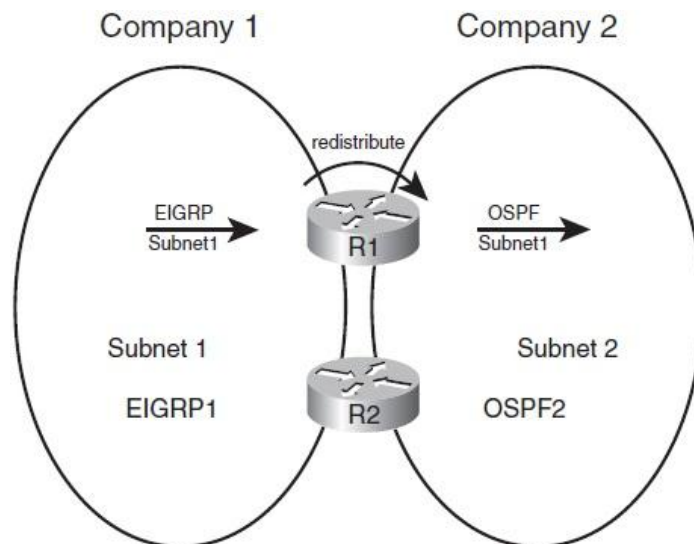 Company 1
Company 2
redistribute
EIGRP
Subnet1
R1
OSPF
Subnet1
Subnet 1
Subnet 2
EIGRP1
R2
OSPF2